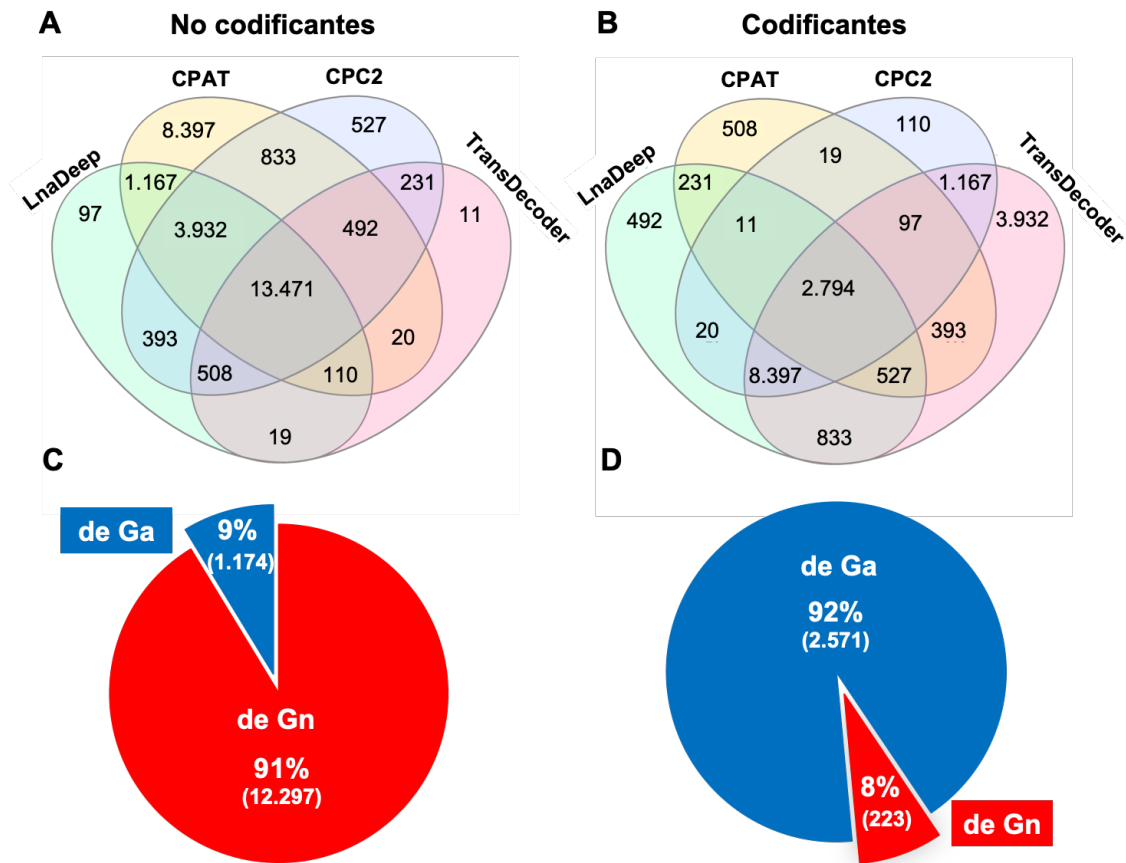 A
No codificantes
B
Codificantes
CPAT
CPC2
LnaDeep
TransDecoder
8.397
527
833
1.167
231
97
11
3.932
492
13.471
393
20
508
110
19
CPAT
CPC2
LnaDeep
TransDecoder
508
110
19
231
1.167
492
3.932
11
97
2.794
20
393
8.397
527
833
C
D
de Ga
9%
(1.174)
de Gn
91%
(12.297)
de Ga
92%
(2.571)
8%
(223)
de Gn